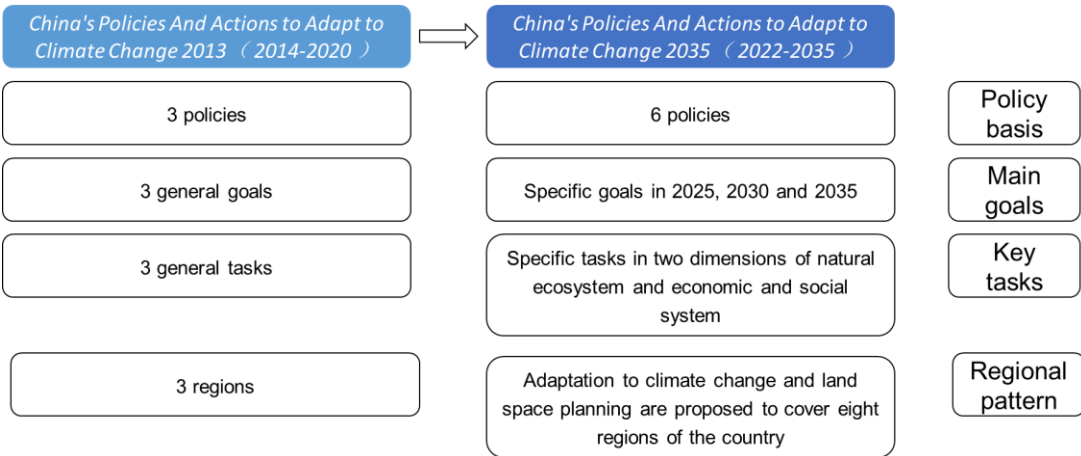 China's Policies And Actions to Adapt to
Climate Change 2013（2014-2020）
China's Policies And Actions to Adapt to
Climate Change 2035（2022-2035）
3 policies
6 policies
Policy
basis
3 general goals
Specific goals in 2025, 2030 and 2035
Main
goals
3 general tasks
Specific tasks in two dimensions of natural
ecosystem and economic and social
system
Key
tasks
3 regions
Adaptation to climate change and land
space planning are proposed to cover eight
regions of the country
Regional
pattern